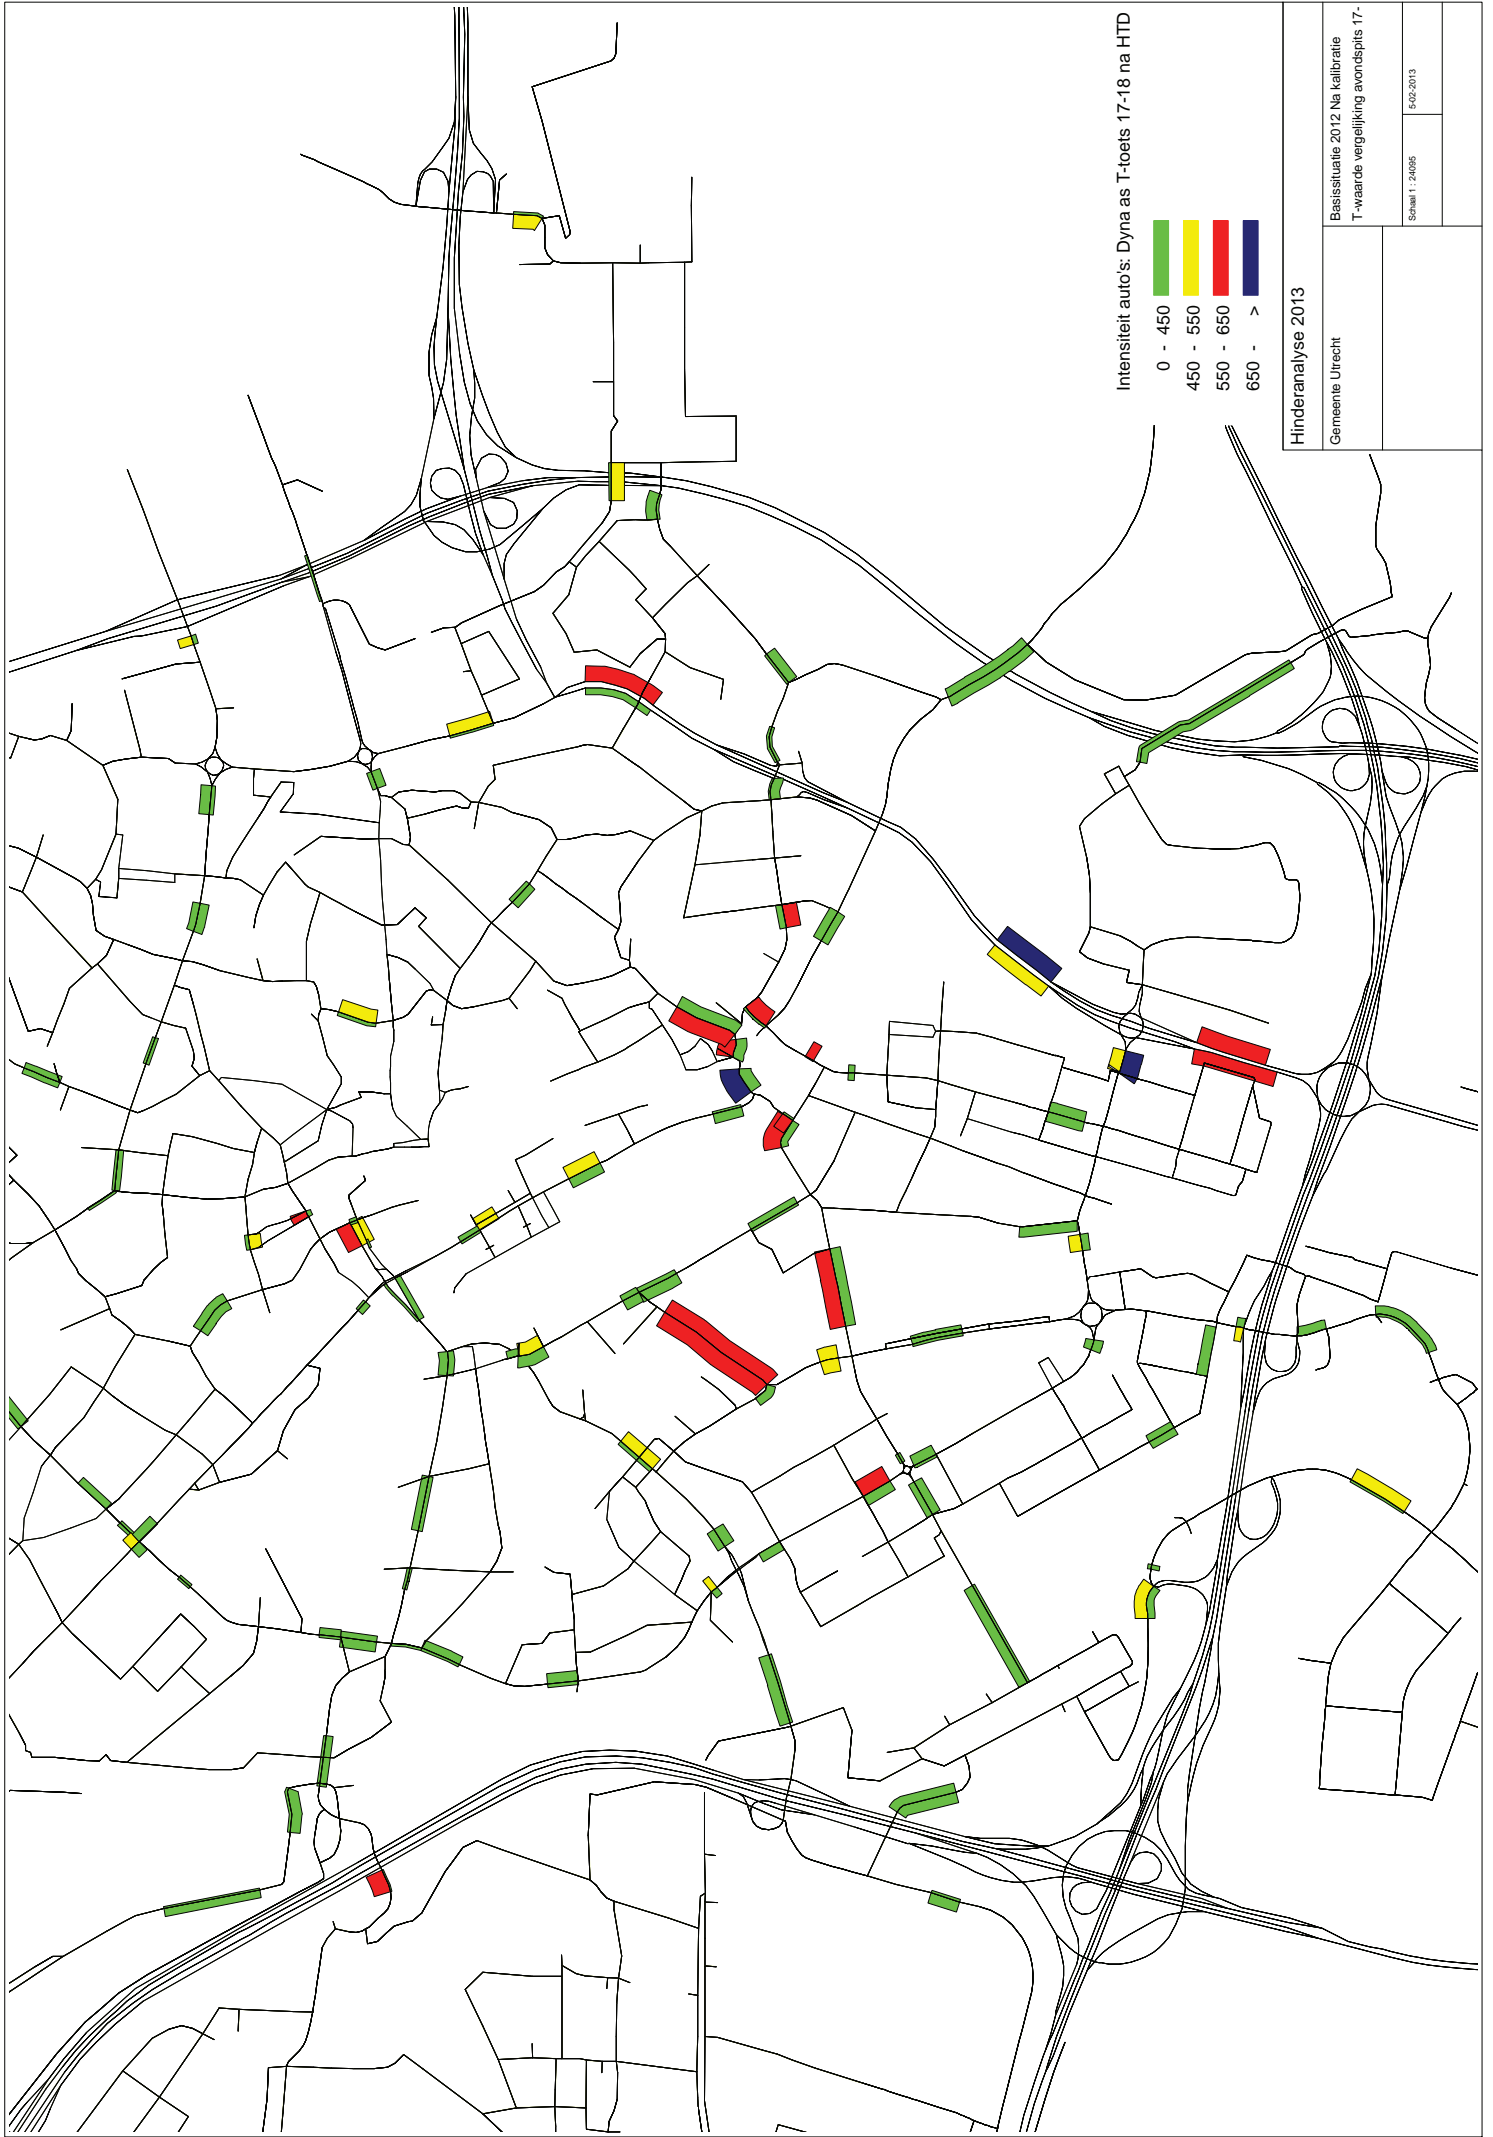 Intensiteit auto's: Dyna as T-toets 17-18 na HTD
0 - 450
450 - 550
550 - 650
650 - >
Hinderanalyse 2013
Gemeente Utrecht
Basissituatie 2012 Na kalibratie
T-waarde vergelijking avondspits 17-
Schaal 1 : 24095
5-02-2013